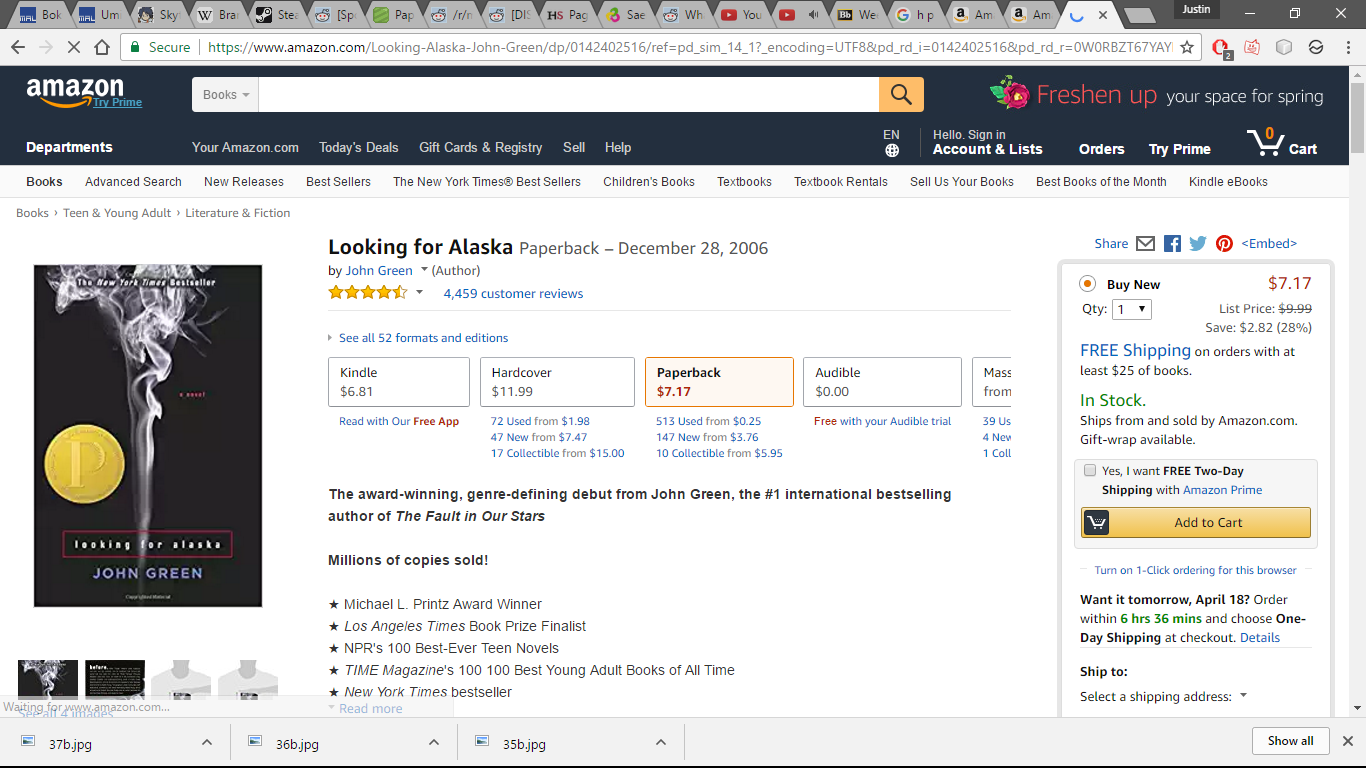 Bok Umi Sky Bra Stea [Sp Pap /r/n [DIS HS Pag Sae Wh You Bb We h p Am Am Justin
Secure https://www.amazon.com/Looking-Alaska-John-Green/dp/0142402516/ref=pd_sim_14_1?_encoding=UTF8&pd_rd_i=0142402516&pd_rd_r=0W0RBZT67YAY
2
amazon
Try Prime
Books
Freshen up your space for spring
Departments
Your Amazon.com Today's Deals Gift Cards & Registry Sell Help
EN
Hello. Sign in
Account & Lists
Orders Try Prime
0
Cart
Books Advanced Search New Releases Best Sellers The New York Times® Best Sellers Children's Books Textbooks Textbook Rentals Sell Us Your Books Best Books of the Month Kindle eBooks
Books › Teen & Young Adult › Literature & Fiction
The New York Times Bestseller
a novel
P
looking for alaska
JOHN GREEN
Copyrighted Material
before.
See all 4 images
Looking for Alaska Paperback – December 28, 2006
by John Green (Author)
4,459 customer reviews
See all 52 formats and editions
Kindle
$6.81
Read with Our Free App
Hardcover
$11.99
72 Used from $1.98
47 New from $7.47
17 Collectible from $15.00
Paperback
$7.17
513 Used from $0.25
147 New from $3.76
10 Collectible from $5.95
Audible
$0.00
Free with your Audible trial
Mass
from
39 Us
4 New
1 Coll
The award-winning, genre-defining debut from John Green, the #1 international bestselling
author of The Fault in Our Stars
Millions of copies sold!
★ Michael L. Printz Award Winner
★ Los Angeles Times Book Prize Finalist
★ NPR's 100 Best-Ever Teen Novels
★ TIME Magazine's 100 100 Best Young Adult Books of All Time
★ New York Times bestseller
Read more
Share <Embed>
Buy New $7.17
Qty: 1 List Price: $9.99
Save: $2.82 (28%)
FREE Shipping on orders with at
least $25 of books.
In Stock.
Ships from and sold by Amazon.com.
Gift-wrap available.
Yes, I want FREE Two-Day
Shipping with Amazon Prime
Add to Cart
Turn on 1-Click ordering for this browser
Want it tomorrow, April 18? Order
within 6 hrs 36 mins and choose One-
Day Shipping at checkout. Details
Ship to:
Select a shipping address:
Waiting for www.amazon.com...
37b.jpg 36b.jpg 35b.jpg Show all